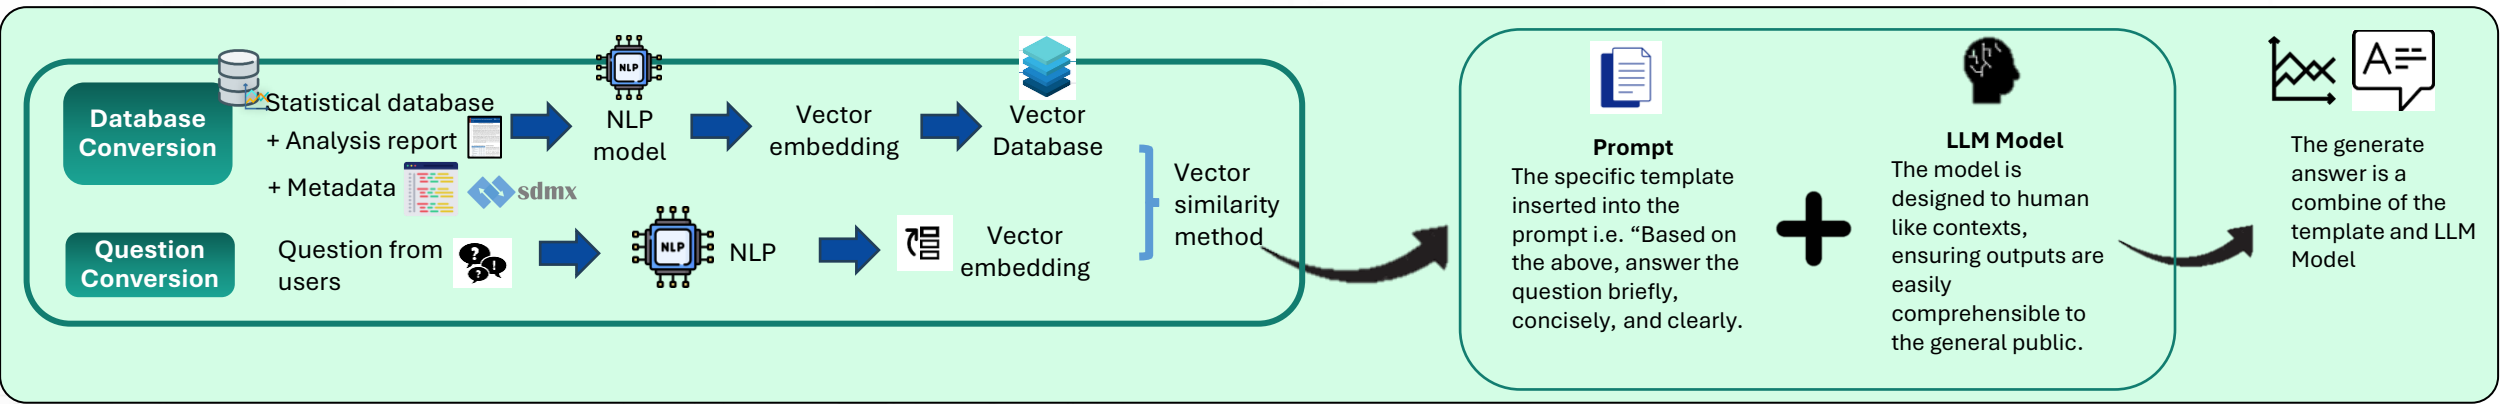 Database
Conversion
Statistical database
+ Analysis report
+ Metadata
sdmx
NLP
NLP
model
Vector
embedding
Vector
Database
Question
Conversion
Question from
users
NLP
NLP
Vector
embedding
Vector
similarity
method
Prompt
The specific template
inserted into the
prompt i.e. “Based on
the above, answer the
question briefly,
concisely, and clearly.
LLM Model
The model is
designed to human
like contexts,
ensuring outputs are
easily
comprehensible to
the general public.
A
The generate
answer is a
combine of the
template and LLM
Model